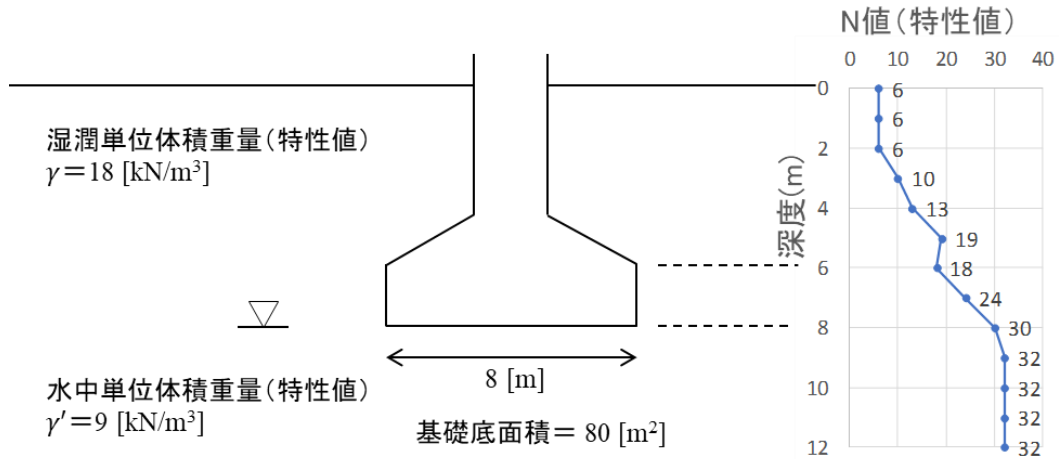 N値(特性値)
0 10 20 30 40
0
2
4
6
8
10
12
深度(m)
6
6
6
10
13
19
18
24
30
32
32
32
32
湿潤単位体積重量(特性値)
γ＝18 [kN/m³]
8 [m]
水中単位体積重量(特性値)
γ′＝9 [kN/m³]
基礎底面積＝ 80 [m²]